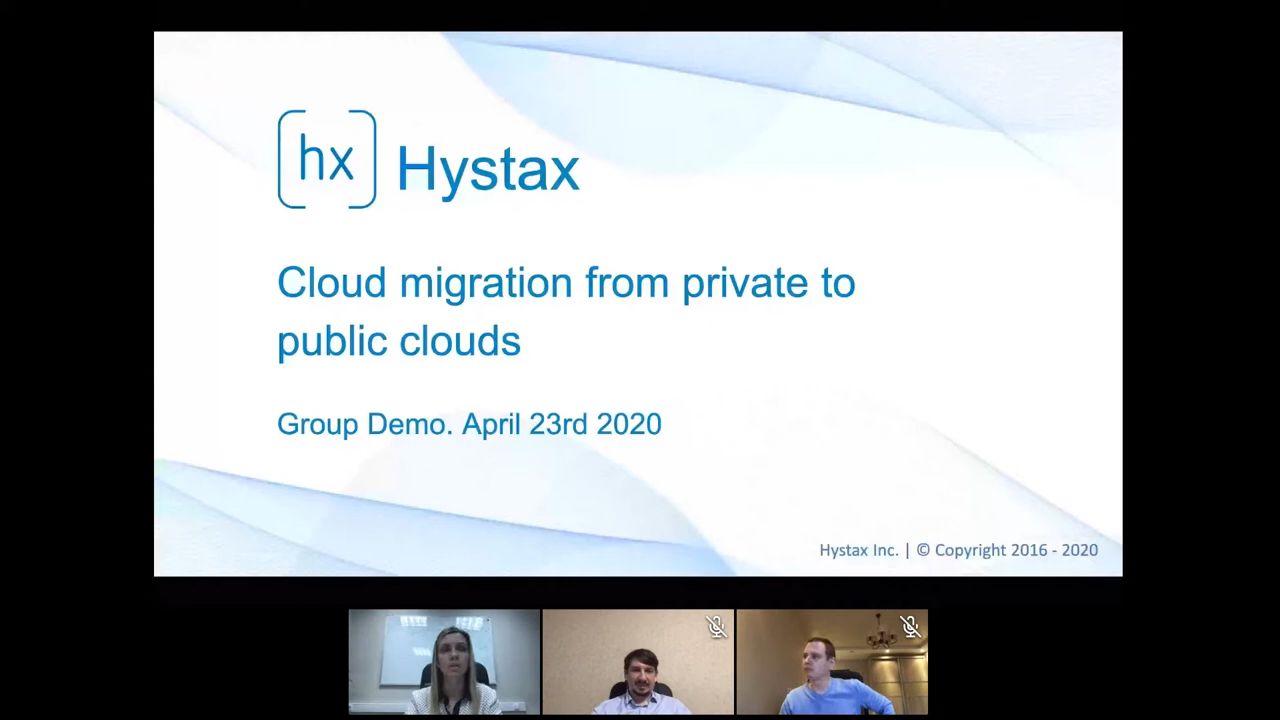 hx Hystax
Cloud migration from private to
public clouds
Group Demo. April 23rd 2020
Hystax Inc. | © Copyright 2016 - 2020